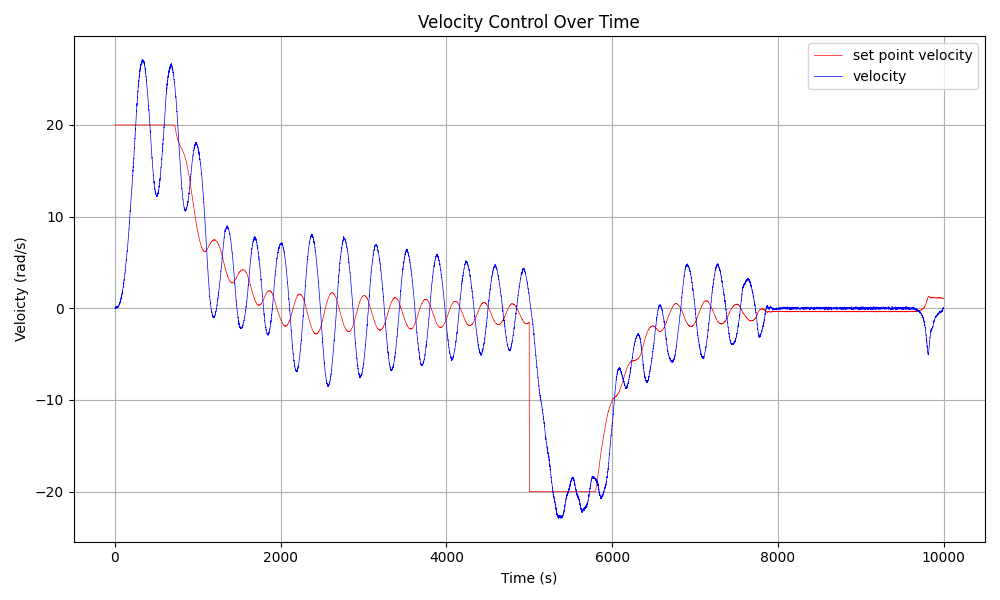 Velocity Control Over Time
set point velocity
velocity
Veloicty (rad/s)
20
10
0
−10
−20
0 2000 4000 6000 8000 10000
Time (s)